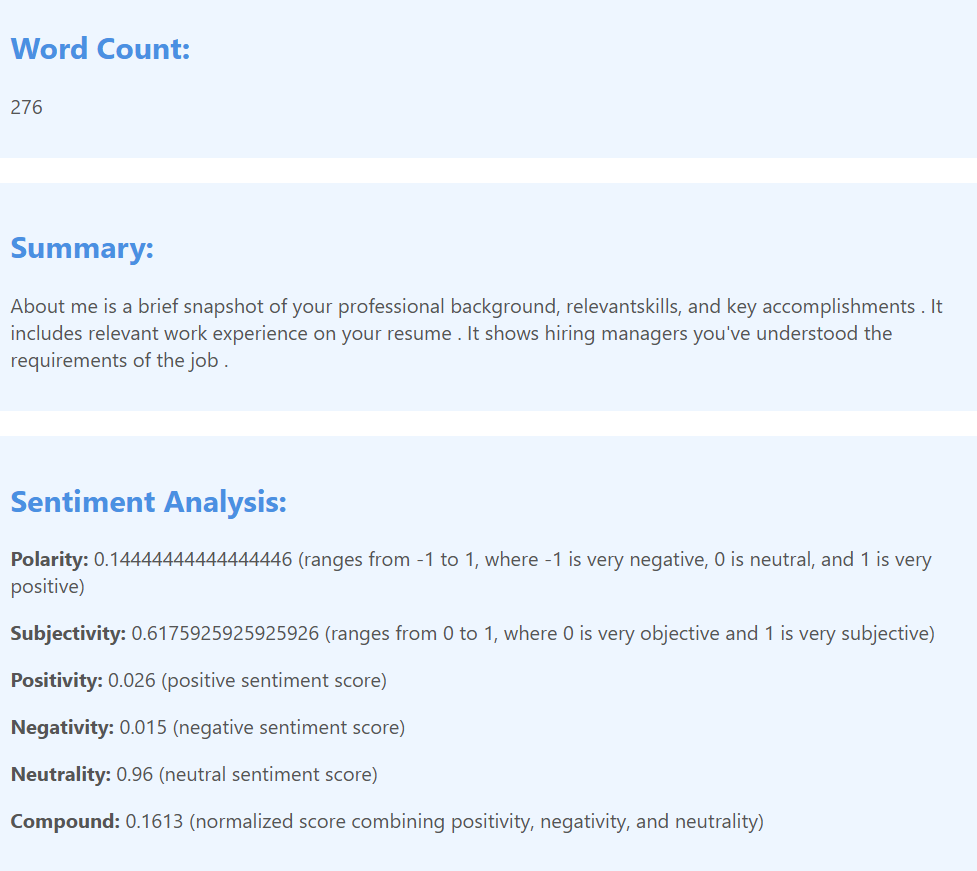 Word Count:
276
Summary:
About me is a brief snapshot of your professional background, relevantskills, and key accomplishments . It
includes relevant work experience on your resume . It shows hiring managers you've understood the
requirements of the job .
Sentiment Analysis:
Polarity: 0.14444444444444446 (ranges from -1 to 1, where -1 is very negative, 0 is neutral, and 1 is very
positive)
Subjectivity: 0.6175925925925926 (ranges from 0 to 1, where 0 is very objective and 1 is very subjective)
Positivity: 0.026 (positive sentiment score)
Negativity: 0.015 (negative sentiment score)
Neutrality: 0.96 (neutral sentiment score)
Compound: 0.1613 (normalized score combining positivity, negativity, and neutrality)